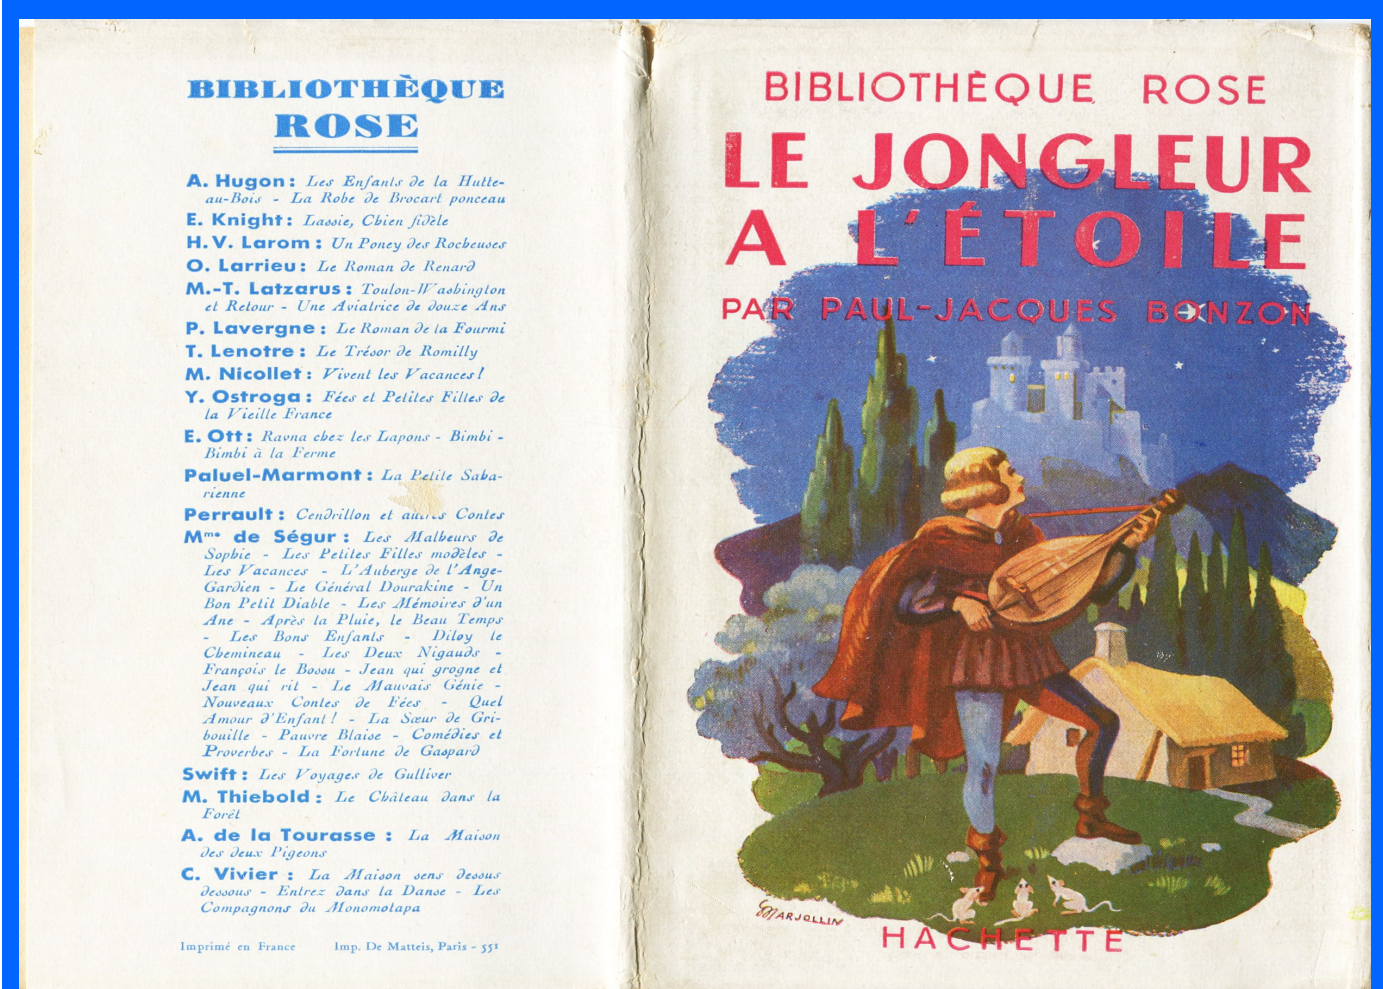 BIBLIOTHÈQUE
ROSE
A. Hugon : Les Enfants de la Hutte-
au-Bois - La Robe de Brocart ponceau
E. Knight : Lassie, Chien fidèle
H. V. Larom : Un Poney des Rocheuses
O. Larrieu : Le Roman de Renard
M.-T. Latzarus : Toulon-Washington
et Retour - Une Aviatrice de douze Ans
P. Lavergne : Le Roman de la Fourmi
T. Lenotre : Le Trésor de Romilly
M. Nicollet : Vivent les Vacances !
Y. Ostroga : Fées et Petites Filles de
la Vieille France
E. Ott : Ravna chez les Lapons - Bimbi -
Bimbi à la Ferme
Paluel-Marmont : La Petite Saba-
rienne
Perrault : Cendrillon et autres Contes
Mme de Ségur : Les Malheurs de
Sophie - Les Petites Filles modèles -
Les Vacances - L'Auberge de l'Ange-
Gardien - Le Général Dourakine - Un
Bon Petit Diable - Les Mémoires d'un
Ane - Après la Pluie, le Beau Temps
- Les Bons Enfants - Diloy le
Chemineau - Les Deux Nigauds -
François le Bossu - Jean qui grogne et
Jean qui rit - Le Mauvais Génie -
Nouveaux Contes de Fées - Quel
Amour d'Enfant ! - La Sœur de Gri-
bouille - Pauvre Blaise - Comédies et
Proverbes - La Fortune de Gaspard
Swift : Les Voyages de Gulliver
M. Thiebold : Le Château dans la
Forêt
A. de la Tourasse : La Maison
des deux Pigeons
C. Vivier : La Maison sens dessus
dessous - Entrez dans la Danse - Les
Compagnons du Monomotapa
Imprimé en France Imp. De Matteis, Paris - 551
BIBLIOTHÈQUE ROSE
LE JONGLEUR
A L'ÉTOILE
PAR PAUL-JACQUES BONZON
MARJOLLIN
HACHETTE